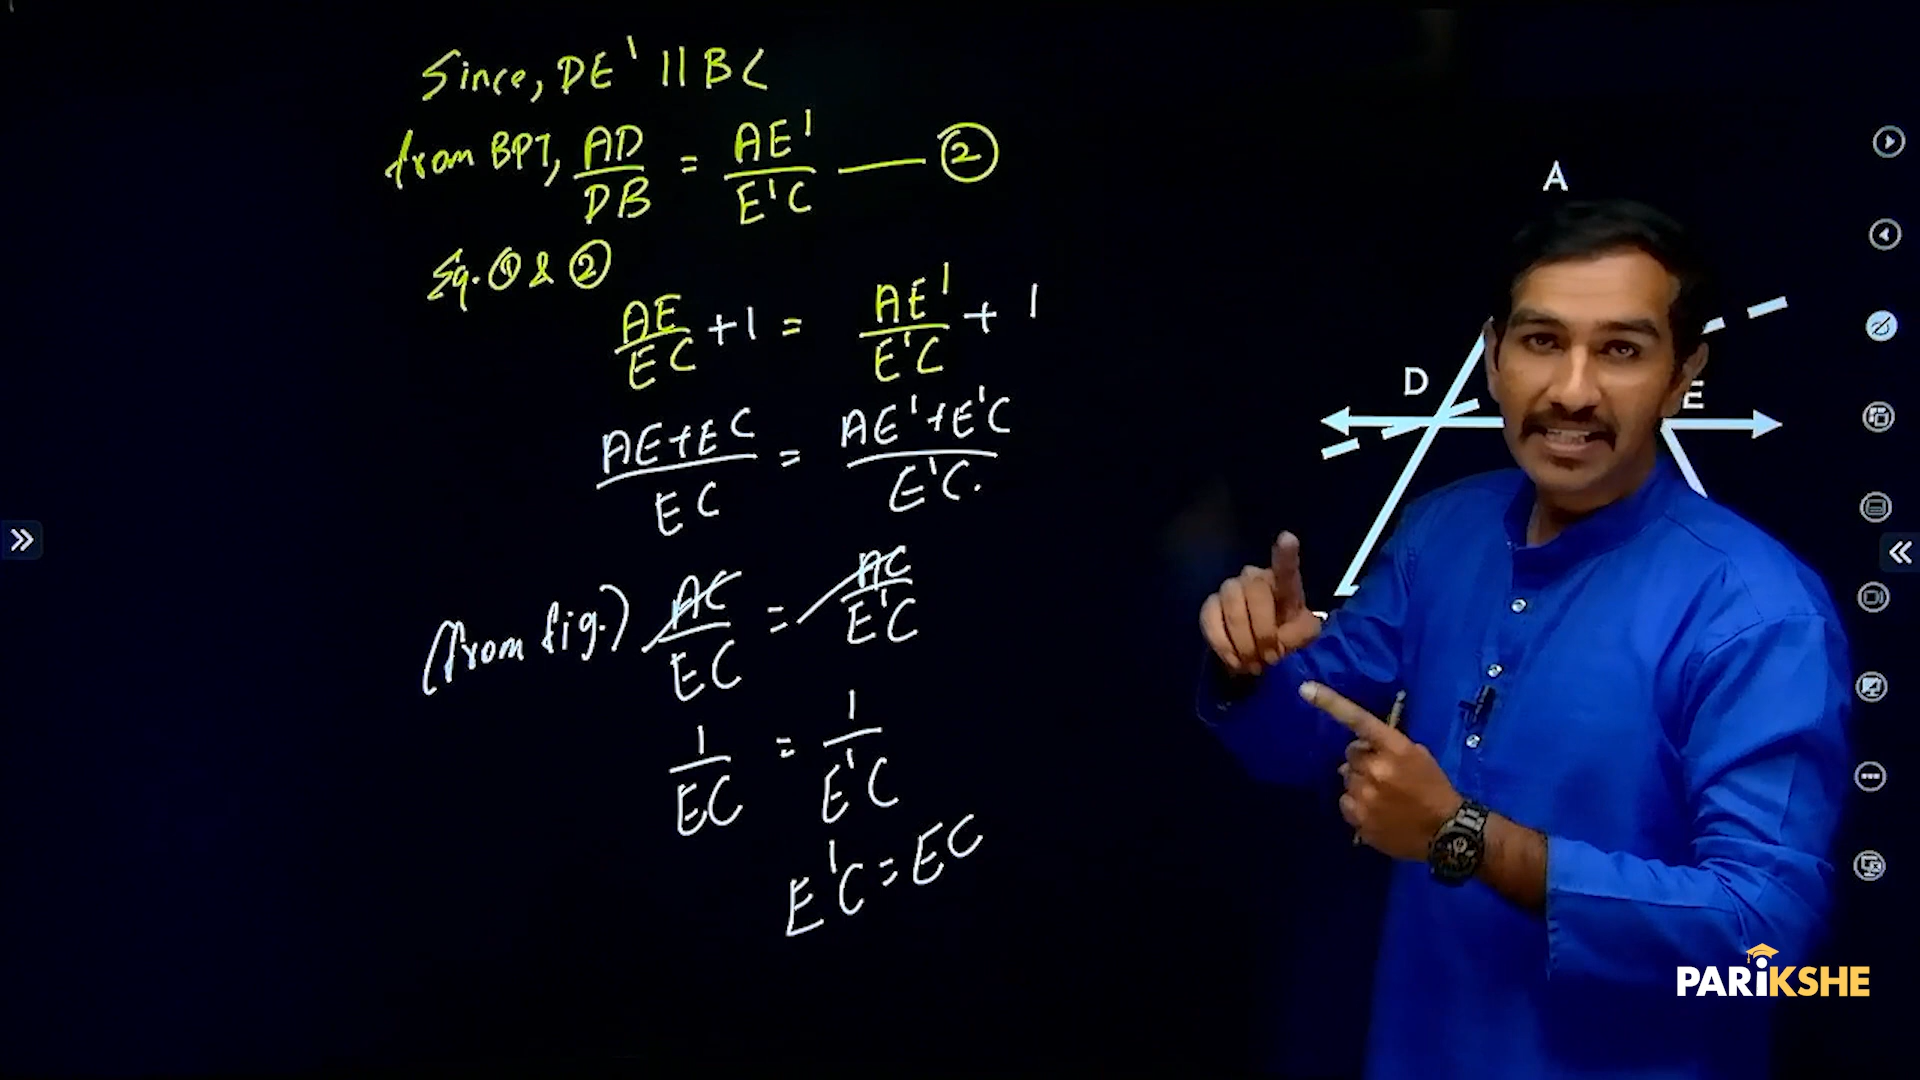 Since, DE' || BC
from BPT, AD/DB = AE'/E'C —— ②
Eq. ① & ②
AE/EC + 1 = AE'/E'C + 1
AE+EC/EC = AE'+E'C/E'C.
(from fig.) AC/EC = AC/E'C
1/EC = 1/E'C
E'C = EC
A
D
E
PARIKSHE